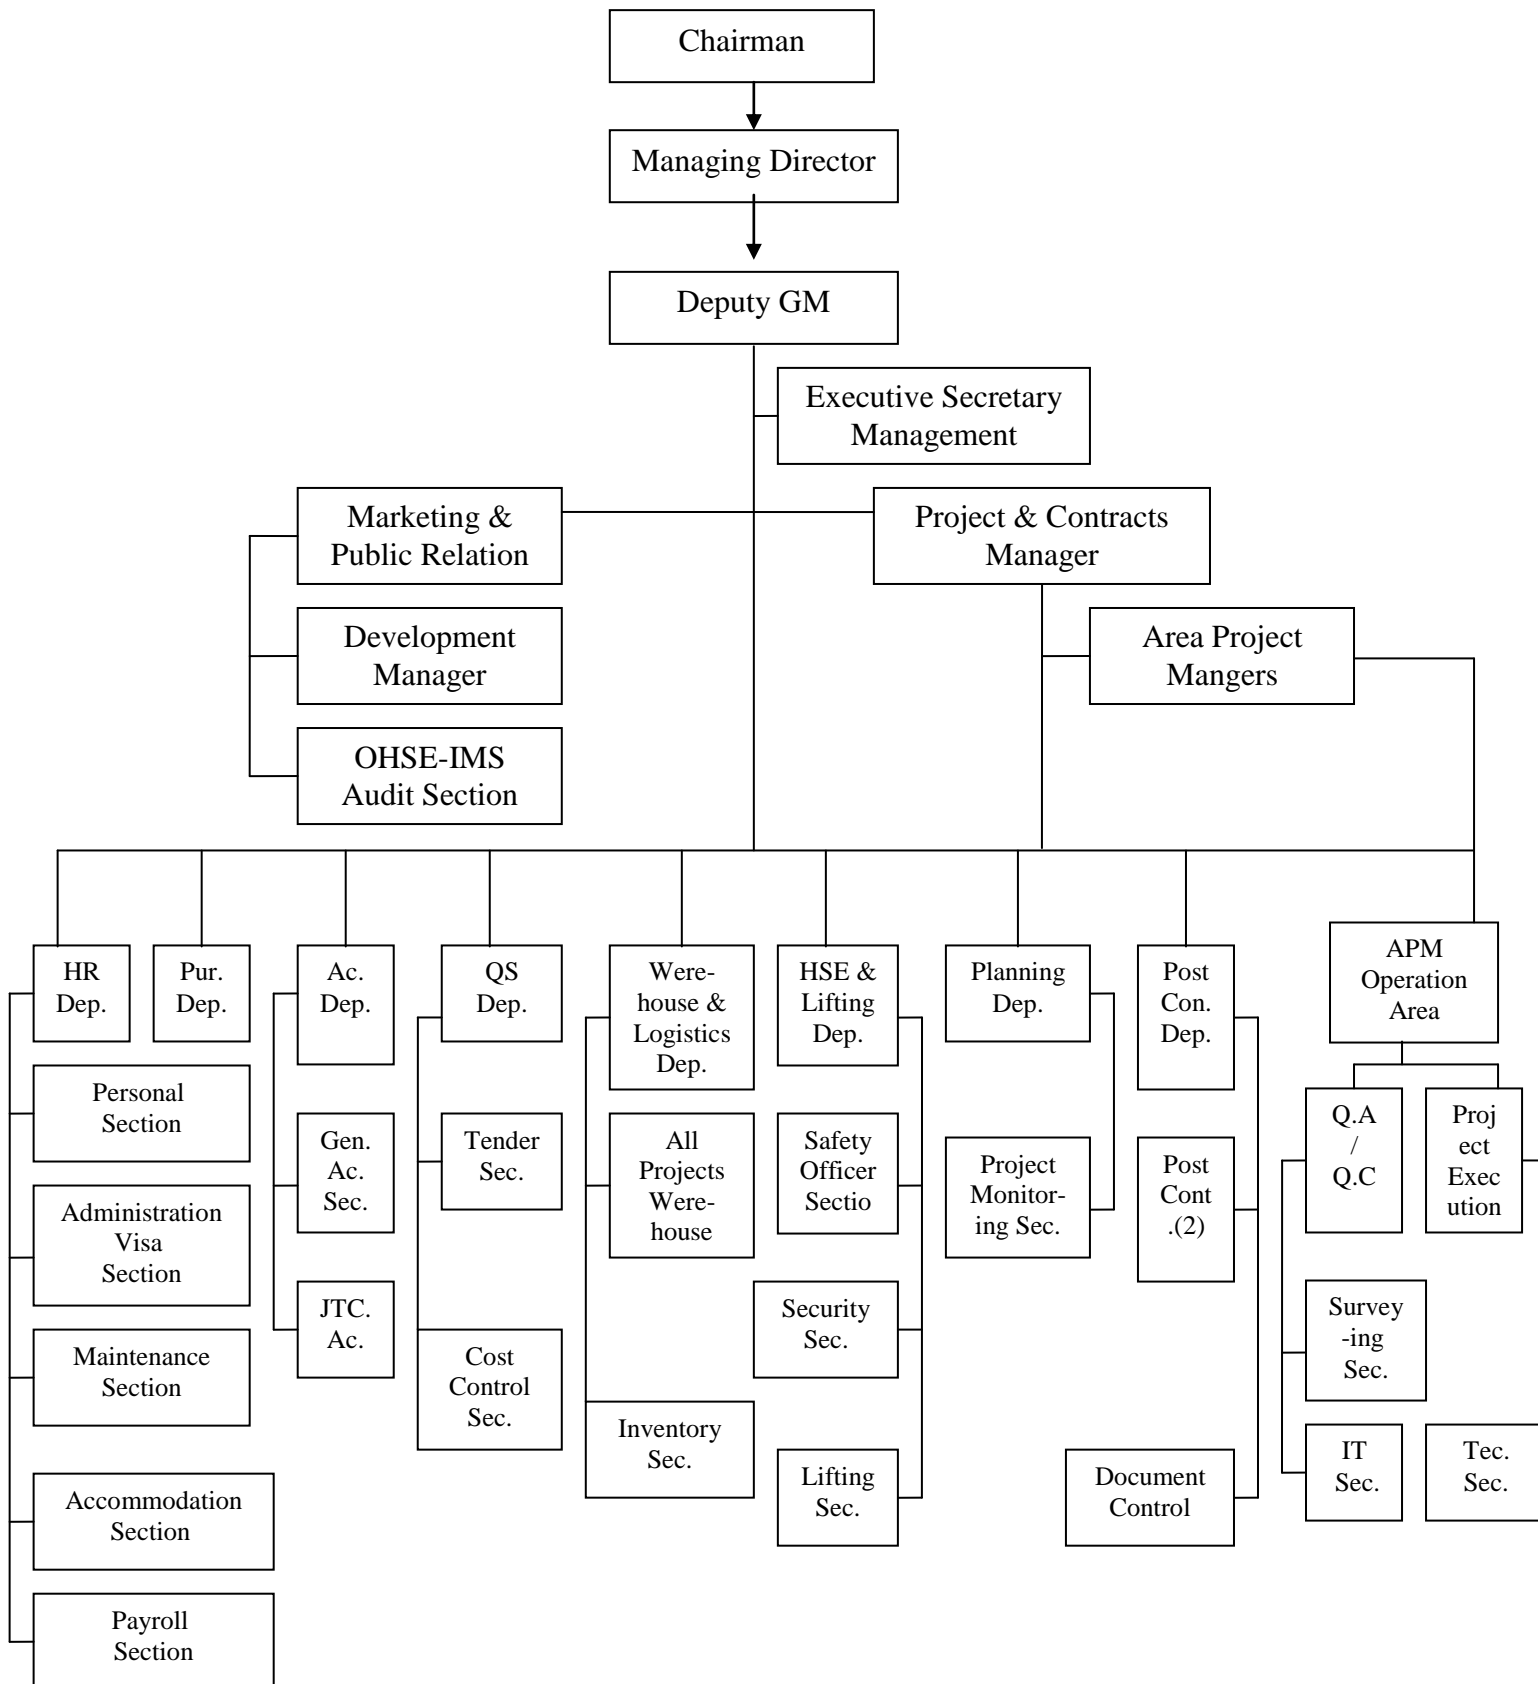 Chairman
Managing Director
Deputy GM
Executive Secretary
Management
Marketing &
Public Relation
Project & Contracts
Manager
Development
Manager
Area Project
Mangers
OHSE-IMS
Audit Section
HR
Dep.
Pur.
Dep.
Ac.
Dep.
QS
Dep.
Were-
house &
Logistics
Dep.
HSE &
Lifting
Dep.
Planning
Dep.
Post
Con.
Dep.
APM
Operation
Area
Personal
Section
Administration
Visa
Section
Maintenance
Section
Accommodation
Section
Payroll
Section
Gen.
Ac.
Sec.
JTC.
Ac.
Tender
Sec.
Cost
Control
Sec.
All
Projects
Were-
house
Inventory
Sec.
Safety
Officer
Sectio
Security
Sec.
Lifting
Sec.
Project
Monitor-
ing Sec.
Post
Cont
.(2)
Document
Control
Q.A
/
Q.C
Proj
ect
Exec
ution
Survey
-ing
Sec.
IT
Sec.
Tec.
Sec.